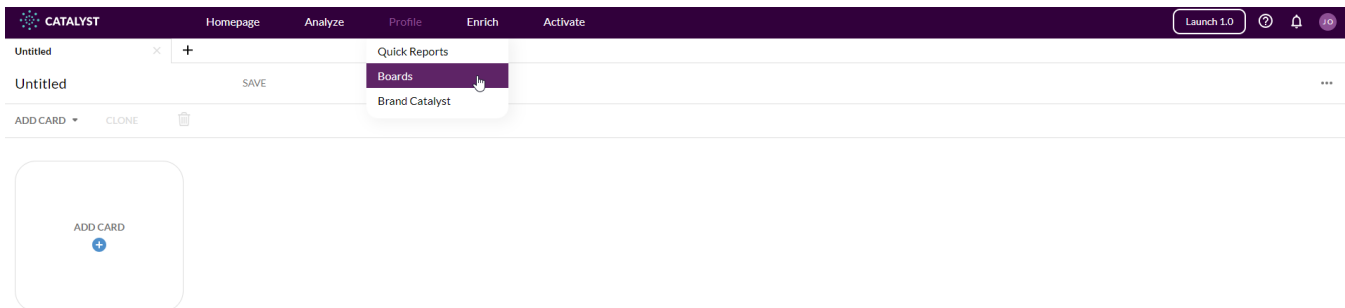 CATALYST Homepage Analyze Profile Enrich Activate Launch 1.0 ? JO
Untitled × +
Quick Reports
Untitled SAVE
Boards
...
Brand Catalyst
ADD CARD CLONE
ADD CARD
+